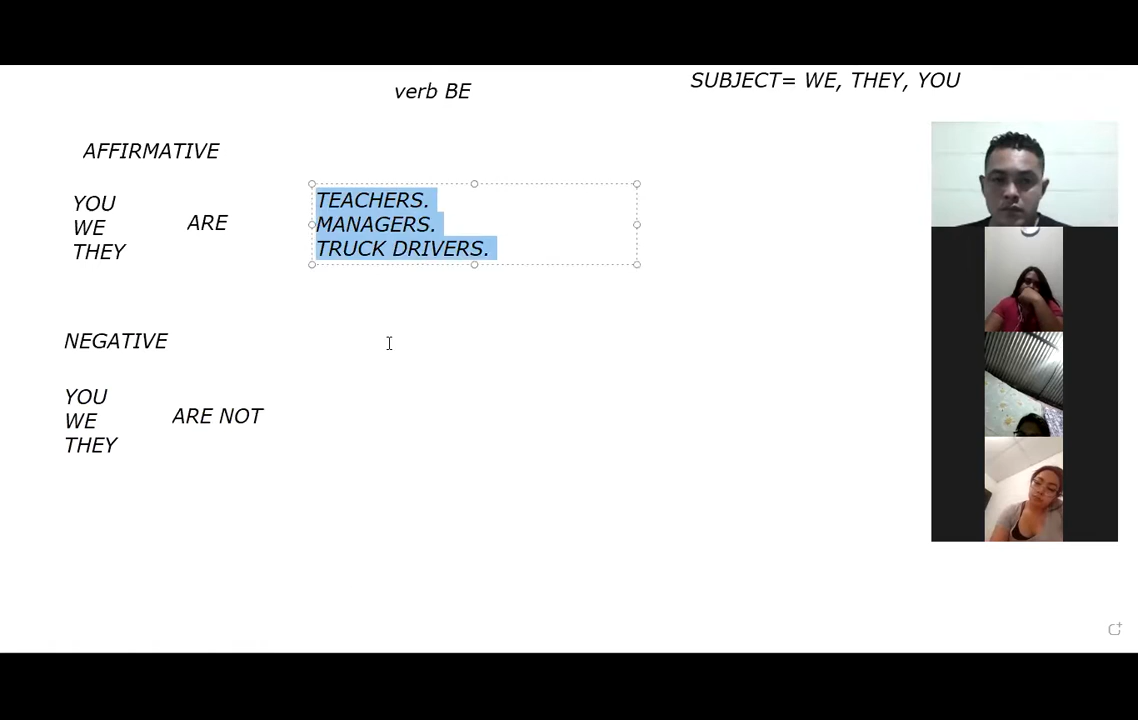 verb BE
SUBJECT= WE, THEY, YOU
AFFIRMATIVE
YOU
WE
THEY
ARE
TEACHERS.
MANAGERS.
TRUCK DRIVERS.
NEGATIVE
YOU
WE
THEY
ARE NOT